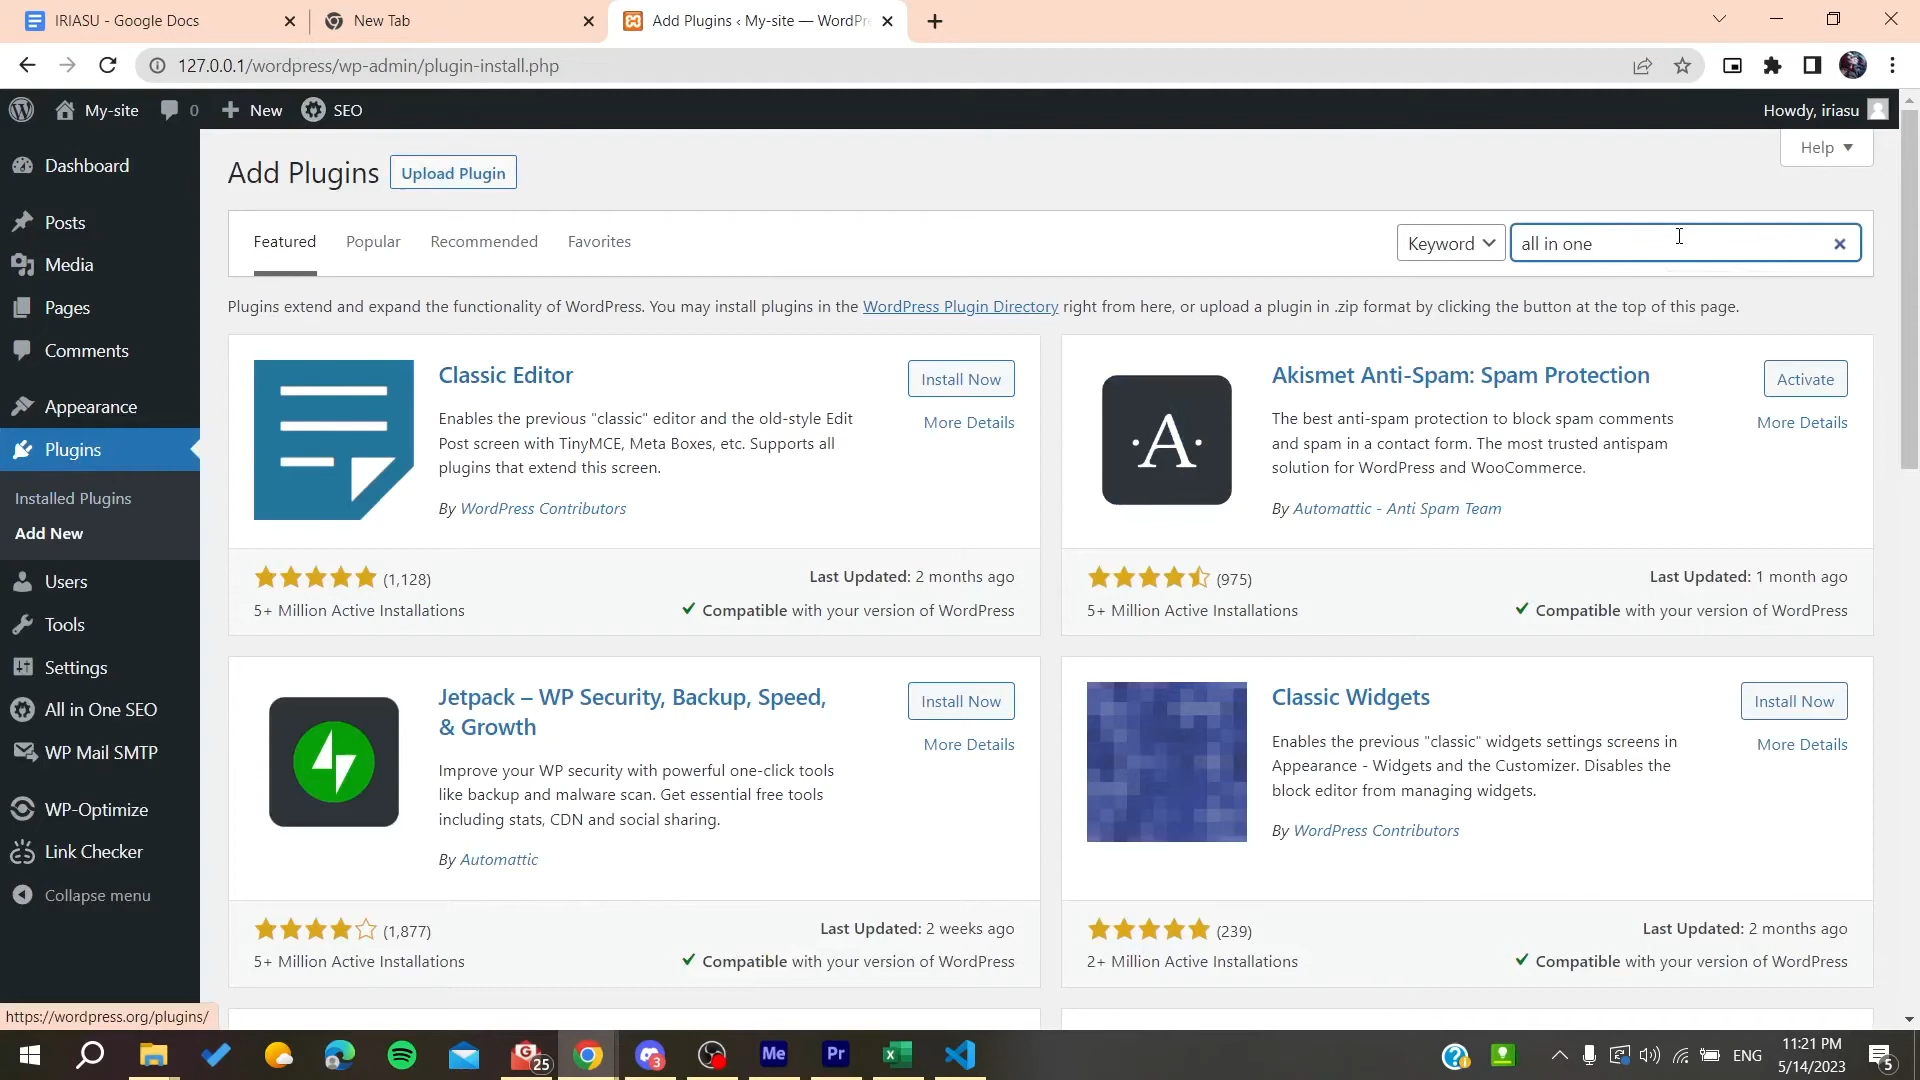 IRIASU - Google Docs
New Tab
Add Plugins ‹ My-site — WordPr
127.0.0.1/wordpress/wp-admin/plugin-install.php
My-site
0
New
SEO
Howdy, iriasu
Dashboard
Posts
Media
Pages
Comments
Appearance
Plugins
Installed Plugins
Add New
Users
Tools
Settings
All in One SEO
WP Mail SMTP
WP-Optimize
Link Checker
Collapse menu
Help
Add Plugins
Upload Plugin
Featured
Popular
Recommended
Favorites
Keyword
all in one
Plugins extend and expand the functionality of WordPress. You may install plugins in the WordPress Plugin Directory right from here, or upload a plugin in .zip format by clicking the button at the top of this page.
Classic Editor
Install Now
More Details
Enables the previous "classic" editor and the old-style Edit
Post screen with TinyMCE, Meta Boxes, etc. Supports all
plugins that extend this screen.
By WordPress Contributors
(1,128)
Last Updated: 2 months ago
5+ Million Active Installations
Compatible with your version of WordPress
·A·
Akismet Anti-Spam: Spam Protection
Activate
More Details
The best anti-spam protection to block spam comments
and spam in a contact form. The most trusted antispam
solution for WordPress and WooCommerce.
By Automattic - Anti Spam Team
(975)
Last Updated: 1 month ago
5+ Million Active Installations
Compatible with your version of WordPress
Jetpack – WP Security, Backup, Speed,
& Growth
Install Now
More Details
Improve your WP security with powerful one-click tools
like backup and malware scan. Get essential free tools
including stats, CDN and social sharing.
By Automattic
(1,877)
Last Updated: 2 weeks ago
5+ Million Active Installations
Compatible with your version of WordPress
Classic Widgets
Install Now
More Details
Enables the previous "classic" widgets settings screens in
Appearance - Widgets and the Customizer. Disables the
block editor from managing widgets.
By WordPress Contributors
(239)
Last Updated: 2 months ago
2+ Million Active Installations
Compatible with your version of WordPress
https://wordpress.org/plugins/
G
25
3
Me
Pr
ENG
11:21 PM
5/14/2023
5